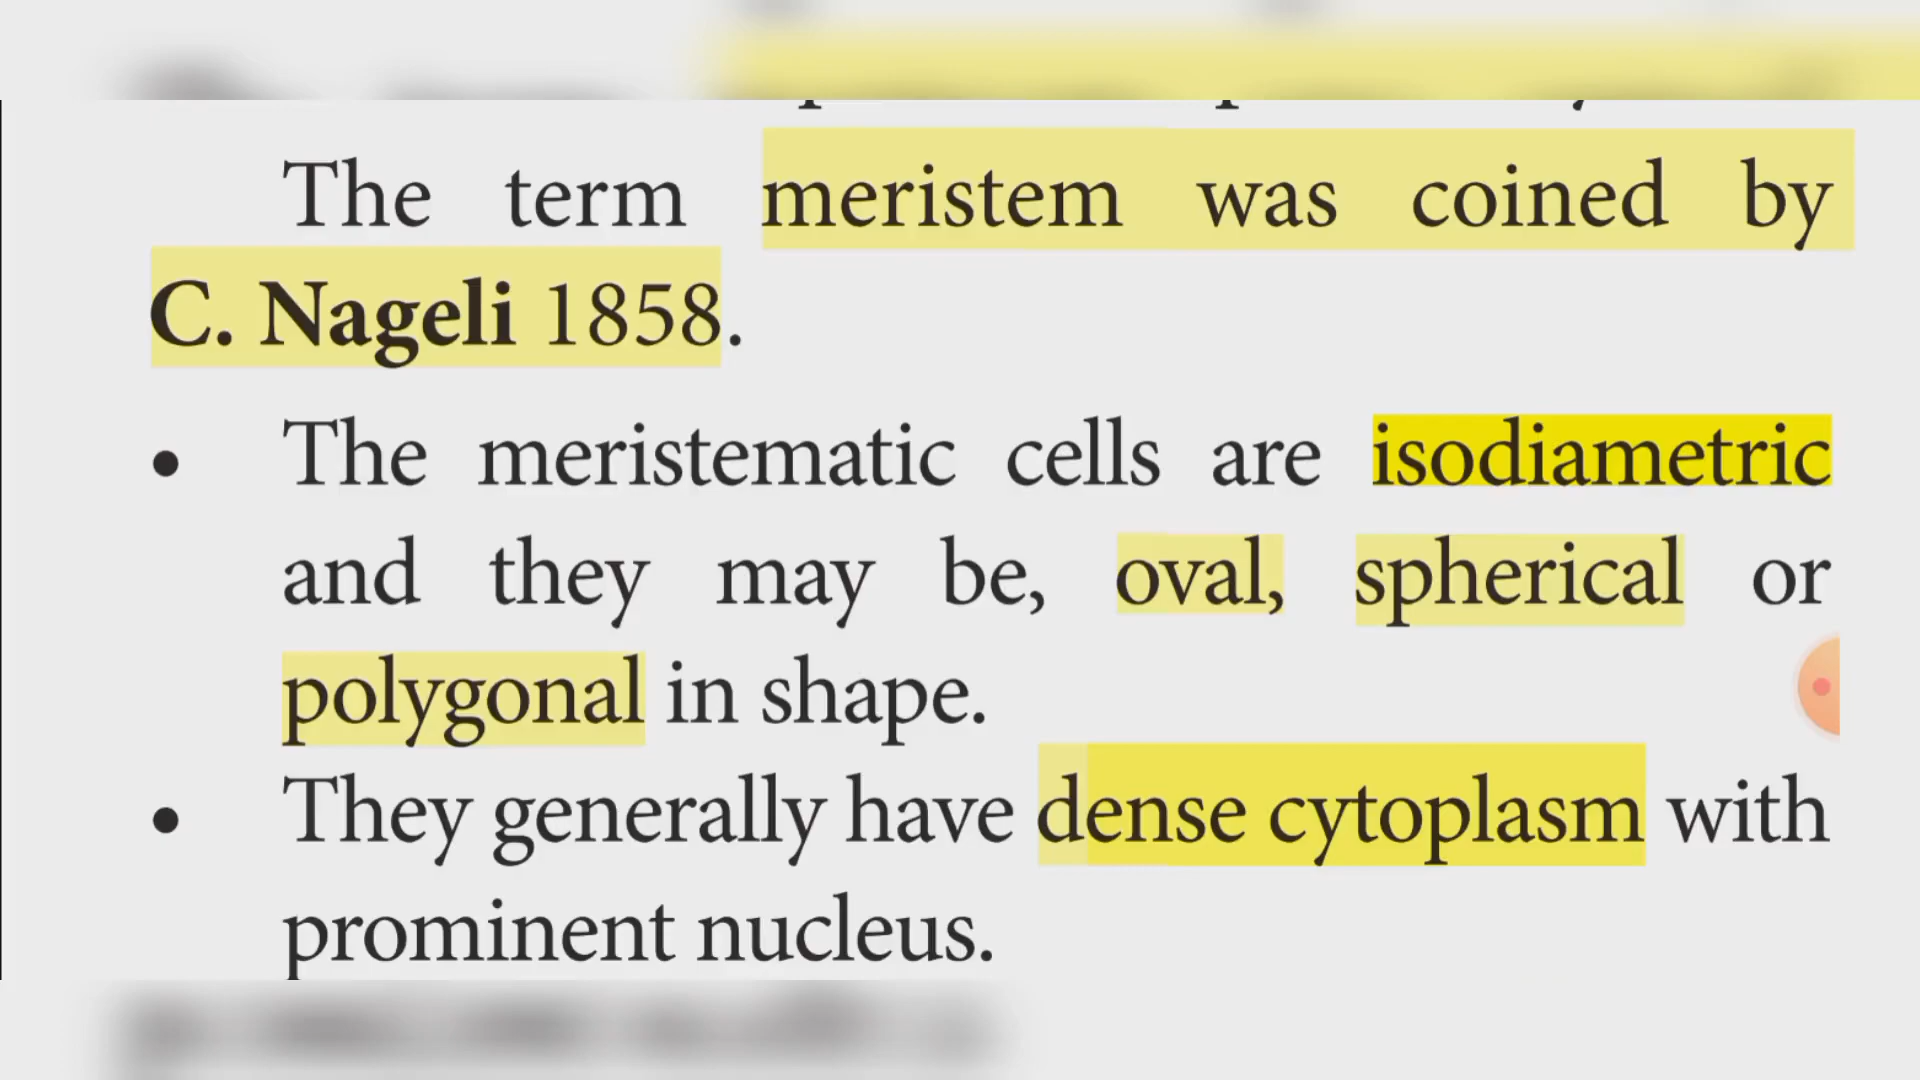 The term meristem was coined by
C. Nageli 1858.
• The meristematic cells are isodiametric
and they may be, oval, spherical or
polygonal in shape.
• They generally have dense cytoplasm with
prominent nucleus.